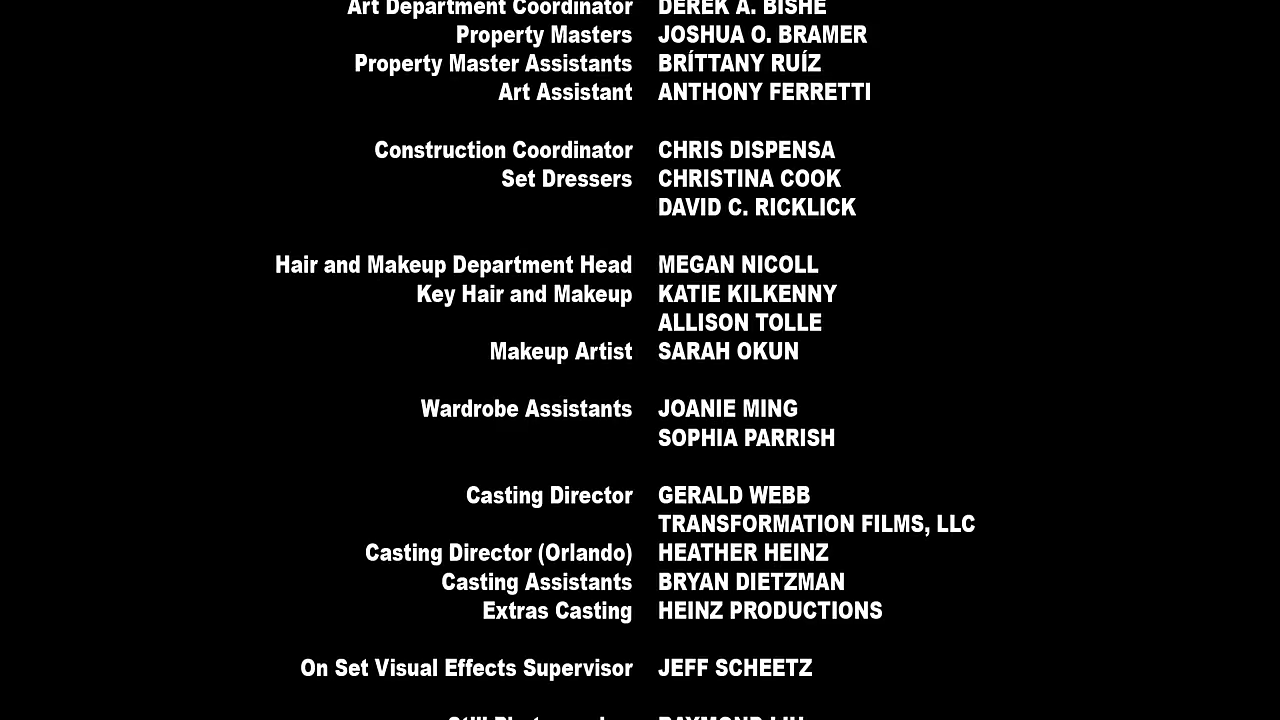 Art Department Coordinator DEREK A. BISHE
Property Masters JOSHUA O. BRAMER
Property Master Assistants BRÍTTANY RUÍZ
Art Assistant ANTHONY FERRETTI
Construction Coordinator CHRIS DISPENSA
Set Dressers CHRISTINA COOK
DAVID C. RICKLICK
Hair and Makeup Department Head MEGAN NICOLL
Key Hair and Makeup KATIE KILKENNY
ALLISON TOLLE
Makeup Artist SARAH OKUN
Wardrobe Assistants JOANIE MING
SOPHIA PARRISH
Casting Director GERALD WEBB
TRANSFORMATION FILMS, LLC
Casting Director (Orlando) HEATHER HEINZ
Casting Assistants BRYAN DIETZMAN
Extras Casting HEINZ PRODUCTIONS
On Set Visual Effects Supervisor JEFF SCHEETZ